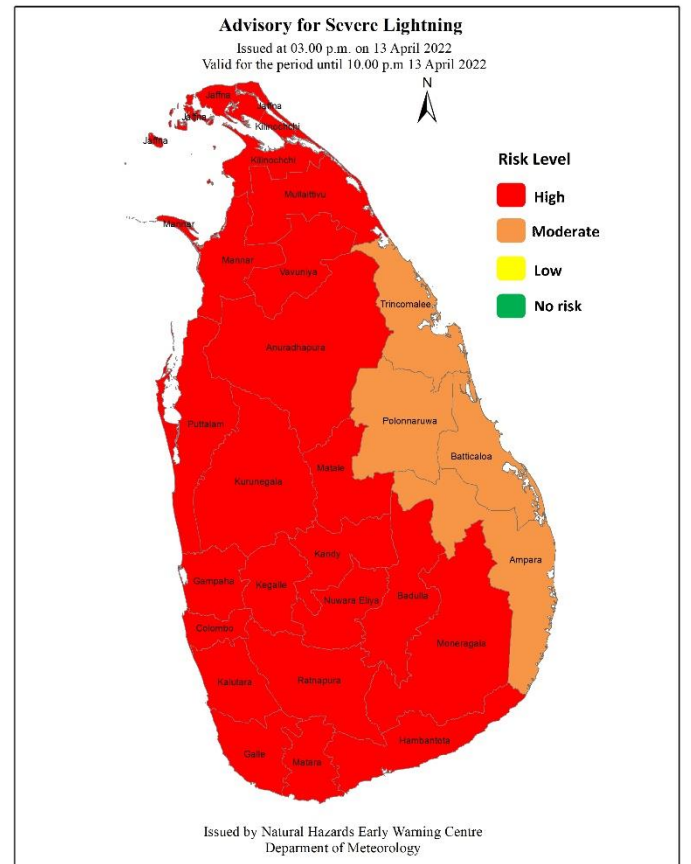 Advisory for Severe Lightning
Issued at 03.00 p.m. on 13 April 2022
Valid for the period until 10.00 p.m 13 April 2022
N
Jaffna
Jaffna
Jaffna
Kilinochchi
Jaffna
Kilinochchi
Risk Level
High
Moderate
Low
No risk
Mullaittivu
Mannar
Mannar
Vavuniya
Trincomalee
Anuradhapura
Puttalam
Polonnaruwa
Batticaloa
Kurunegala
Matale
Kandy
Ampara
Gampaha
Kegalle
Nuwara Eliya
Badulla
Colombo
Moneragala
Kalutara
Ratnapura
Hambantota
Galle
Matara
Issued by Natural Hazards Early Warning Centre
Deparment of Meteorology